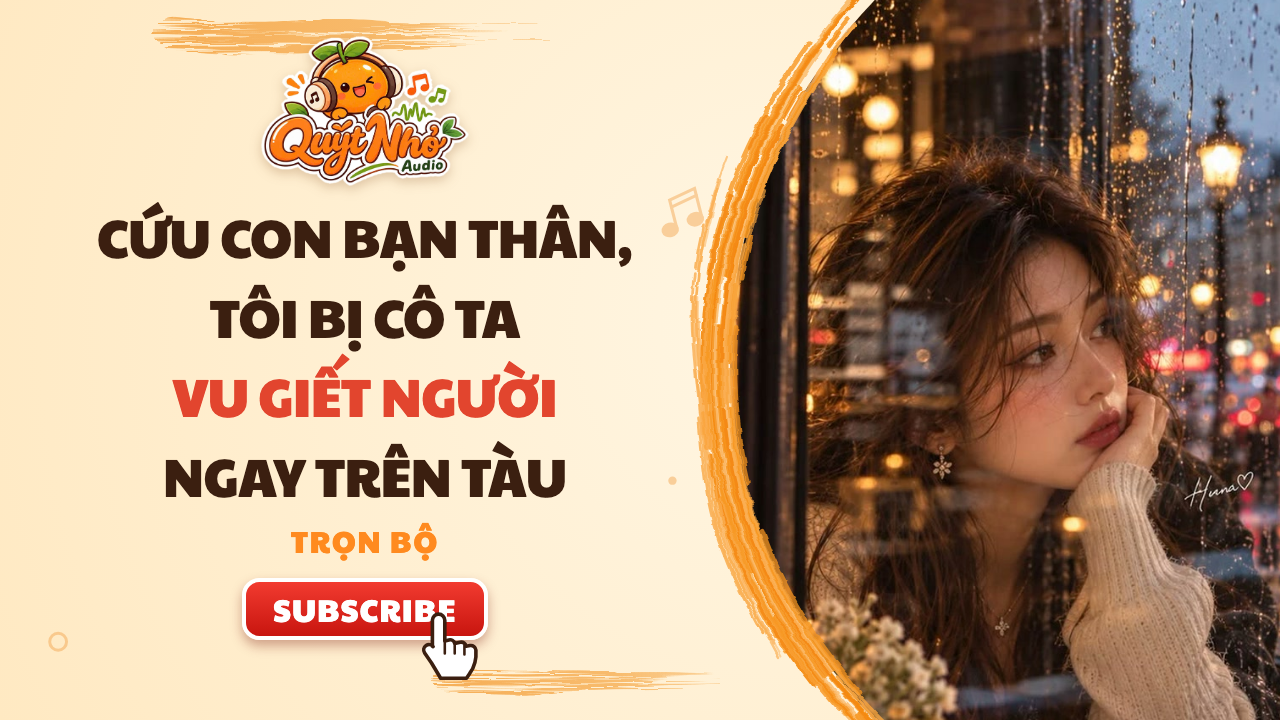 Quýt Nhỏ
Audio
CỨU CON BẠN THÂN,
TÔI BỊ CÔ TA
VU GIẾT NGƯỜI
NGAY TRÊN TÀU
TRỌN BỘ
SUBSCRIBE
Huna